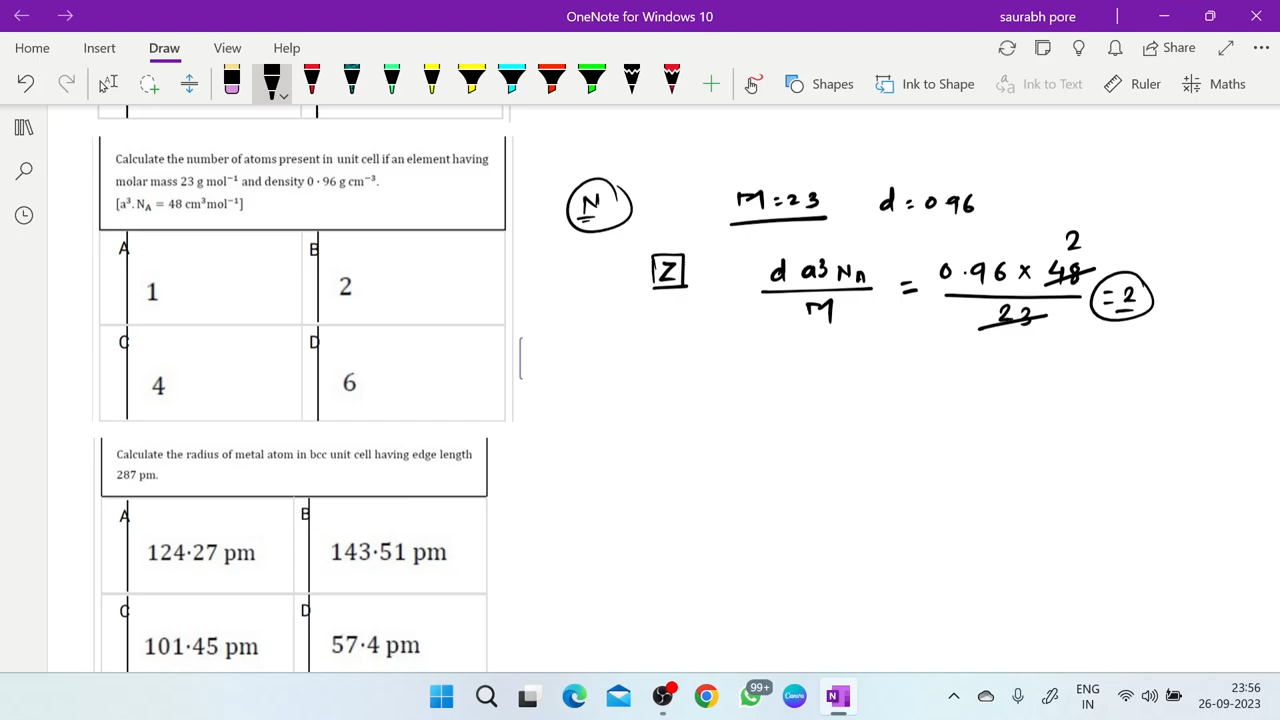 OneNote for Windows 10
saurabh pore
Home Insert Draw View Help
Share
Shapes Ink to Shape Ink to Text Ruler Maths
Calculate the number of atoms present in unit cell if an element having
molar mass 23 g mol⁻¹ and density 0·96 g cm⁻³.
[a³. N_A = 48 cm³mol⁻¹]
A 1
B 2
C 4
D 6
N M = 23 d = 0 96
Z d a³ N_A / M = 0.96 × 48 / 23 = 2
2
Calculate the radius of metal atom in bcc unit cell having edge length
287 pm.
A 124·27 pm
B 143·51 pm
C 101·45 pm
D 57·4 pm
99+
Canva
ENG
IN
23:56
26-09-2023